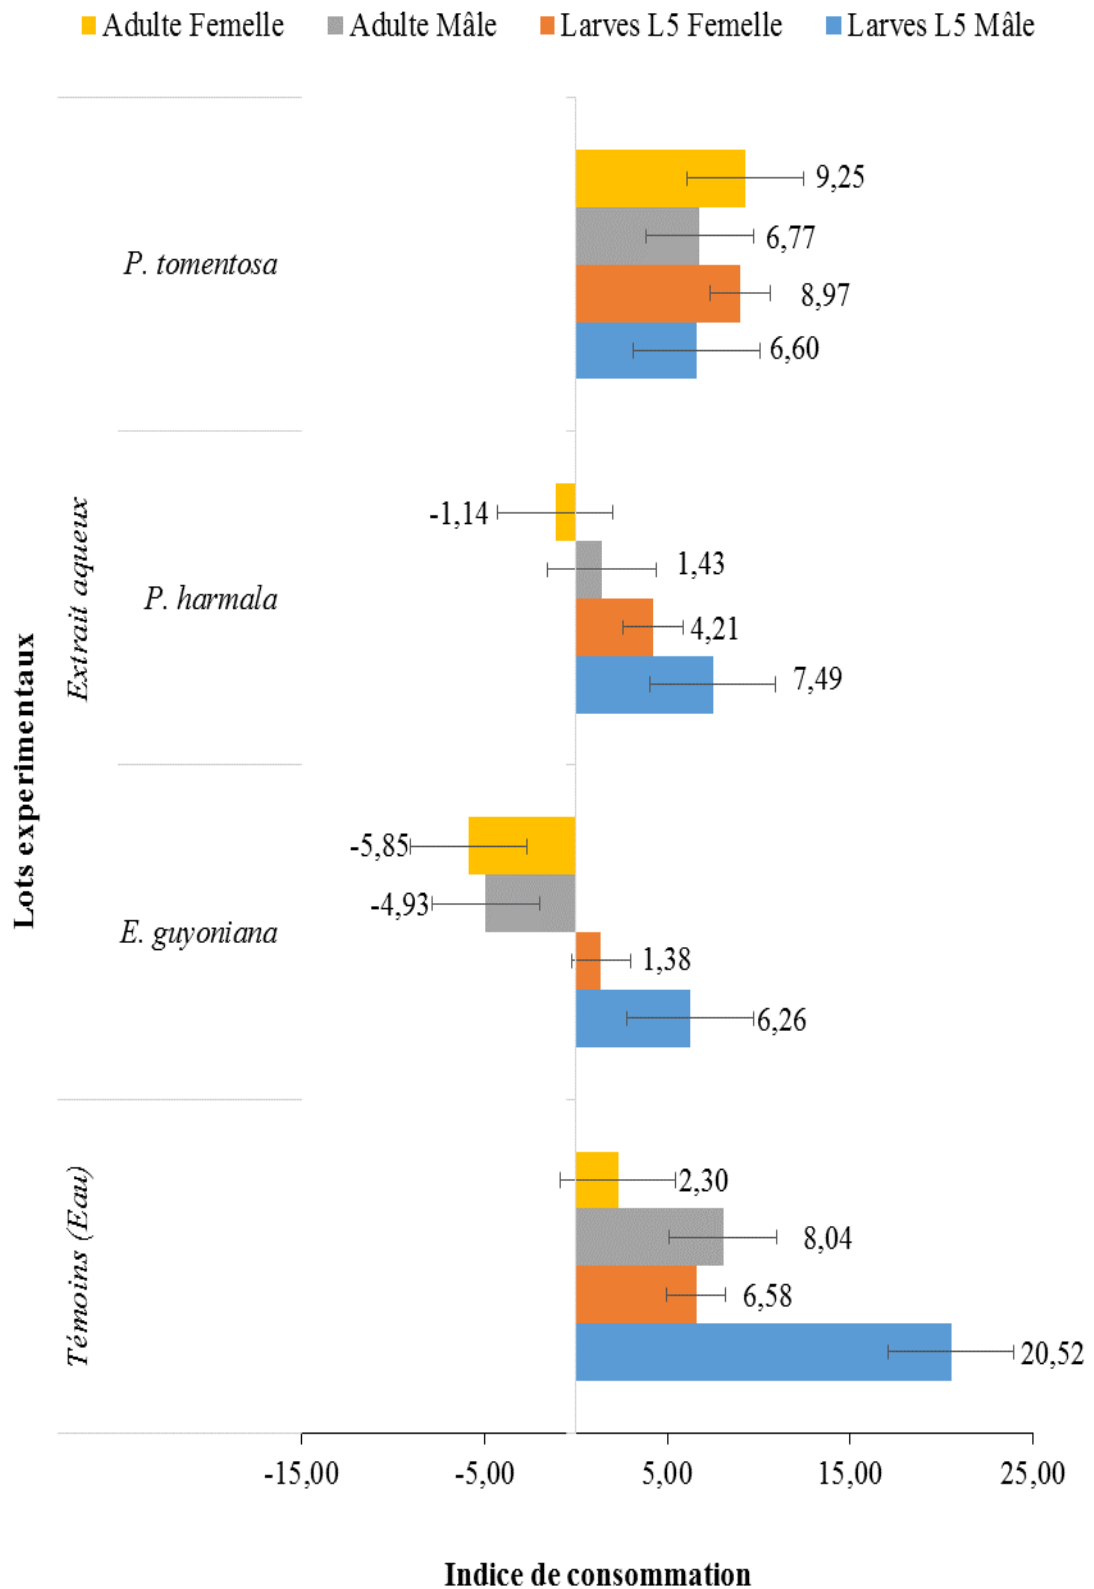 Adulte Femelle Adulte Mâle Larves L5 Femelle Larves L5 Mâle
9,25
6,77
P. tomentosa
8,97
6,60
-1,14
1,43
P. harmala
4,21
7,49
Extrait aqueux
-5,85
-4,93
E. guyoniana
1,38
6,26
Lots experimentaux
2,30
8,04
6,58
20,52
Témoins (Eau)
-15,00 -5,00 5,00 15,00 25,00
Indice de consommation